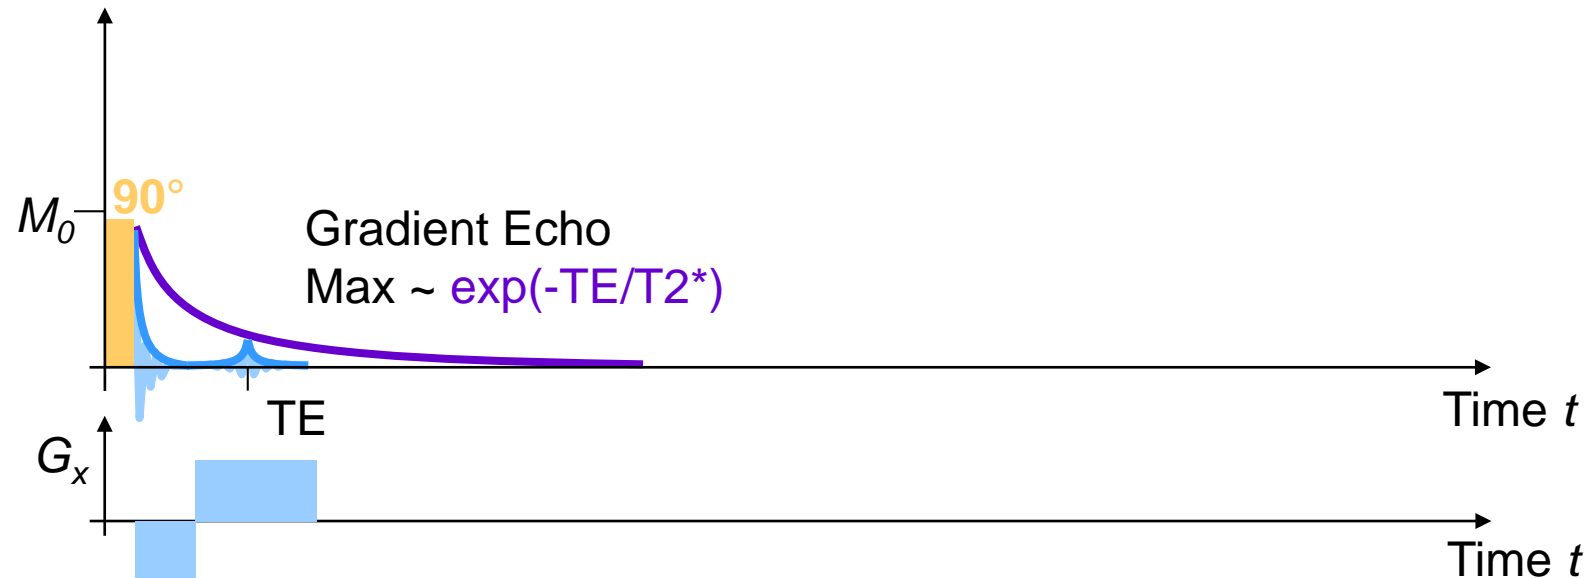 90°
M₀
Gradient Echo
Max ~ exp(-TE/T2*)
TE
Time t
Gₓ
Time t